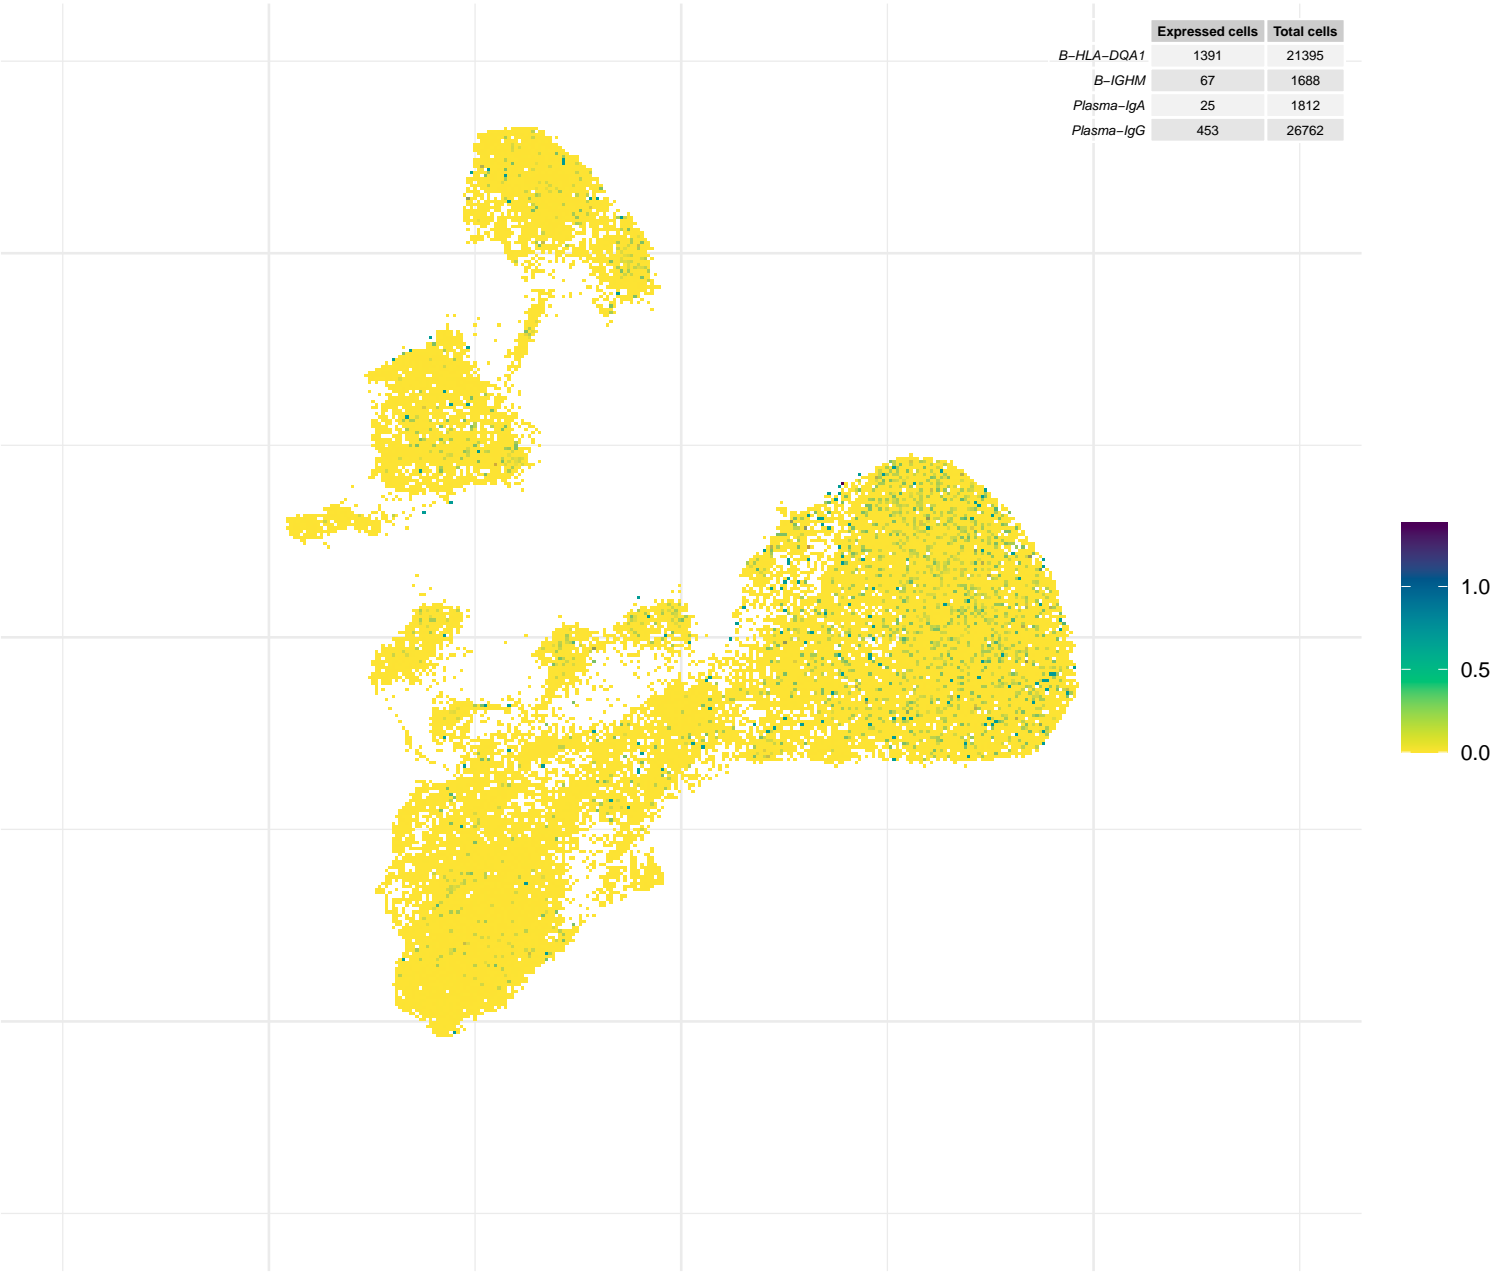 Expressed cells Total cells
B−HLA−DQA1 1391 21395
B−IGHM 67 1688
Plasma−IgA 25 1812
Plasma−IgG 453 26762
1.0
0.5
0.0